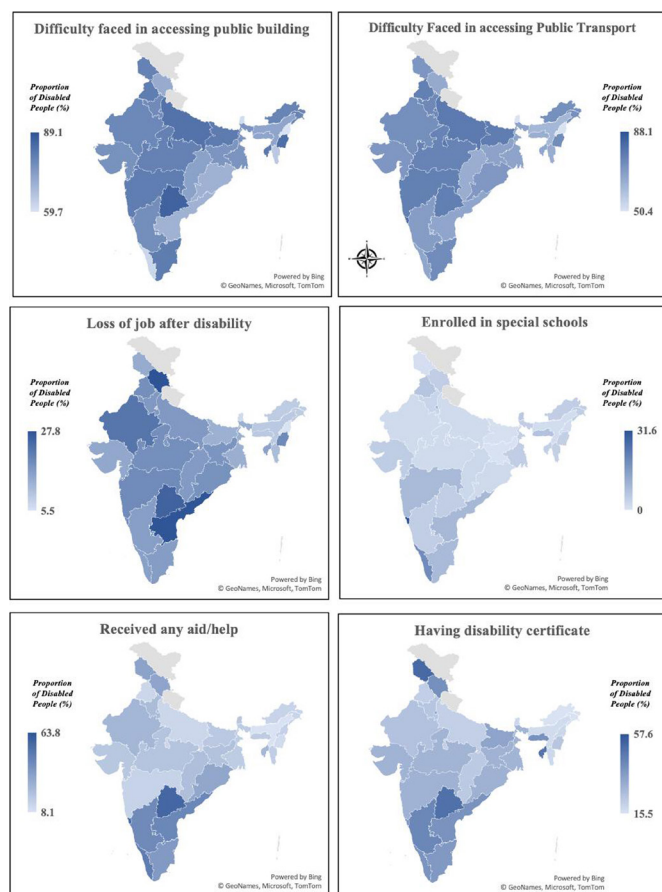 Difficulty faced in accessing public building
Proportion
of Disabled
People (%)
89.1
59.7
Powered by Bing
© GeoNames, Microsoft, TomTom
Difficulty Faced in accessing Public Transport
Proportion
of Disabled
People (%)
88.1
50.4
Powered by Bing
© GeoNames, Microsoft, TomTom
Loss of job after disability
Proportion
of Disabled
People (%)
27.8
5.5
Powered by Bing
© GeoNames, Microsoft, TomTom
Enrolled in special schools
Proportion
of Disabled
People (%)
31.6
0
Powered by Bing
© GeoNames, Microsoft, TomTom
Received any aid/help
Proportion
of Disabled
People (%)
63.8
8.1
Powered by Bing
© GeoNames, Microsoft, TomTom
Having disability certificate
Proportion
of Disabled
People (%)
57.6
15.5
Powered by Bing
© GeoNames, Microsoft, TomTom